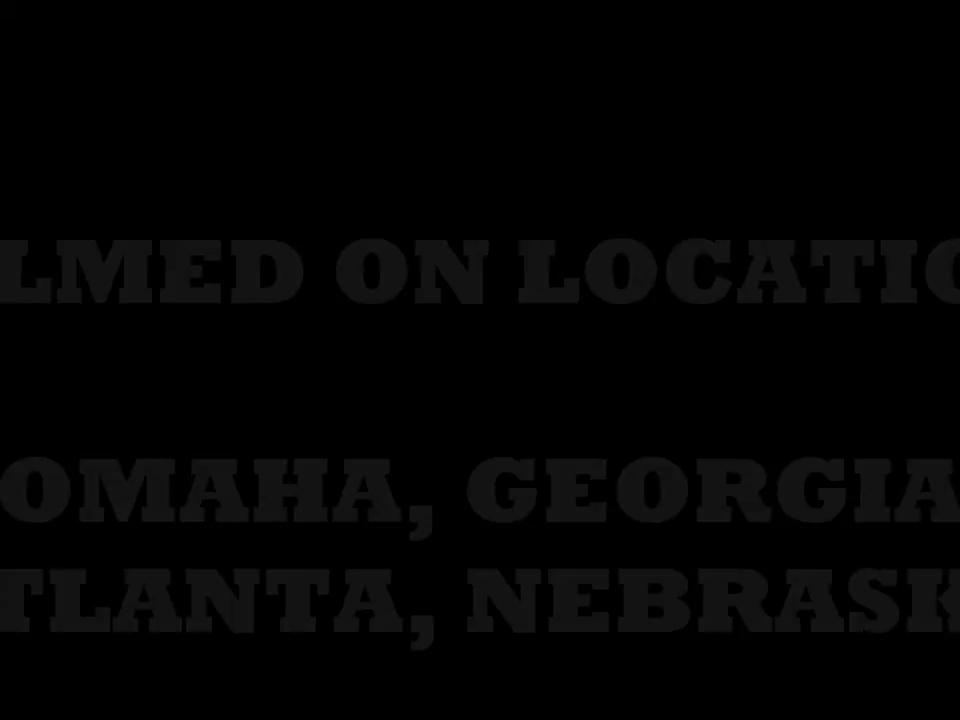 LMED ON LOCATIO
OMAHA, GEORGIA
TLANTA, NEBRASK